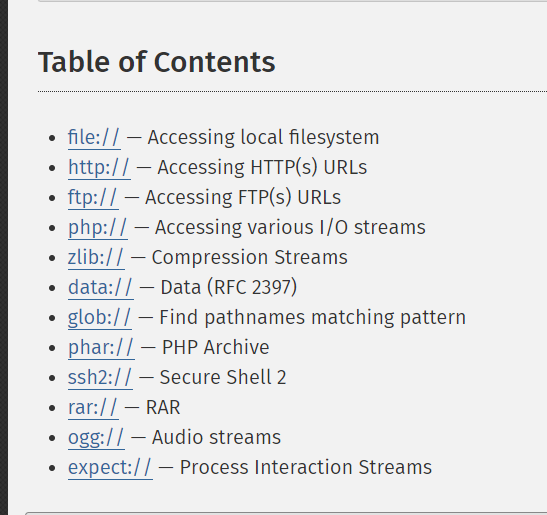 Table of Contents
• file:// — Accessing local filesystem
• http:// — Accessing HTTP(s) URLs
• ftp:// — Accessing FTP(s) URLs
• php:// — Accessing various I/O streams
• zlib:// — Compression Streams
• data:// — Data (RFC 2397)
• glob:// — Find pathnames matching pattern
• phar:// — PHP Archive
• ssh2:// — Secure Shell 2
• rar:// — RAR
• ogg:// — Audio streams
• expect:// — Process Interaction Streams